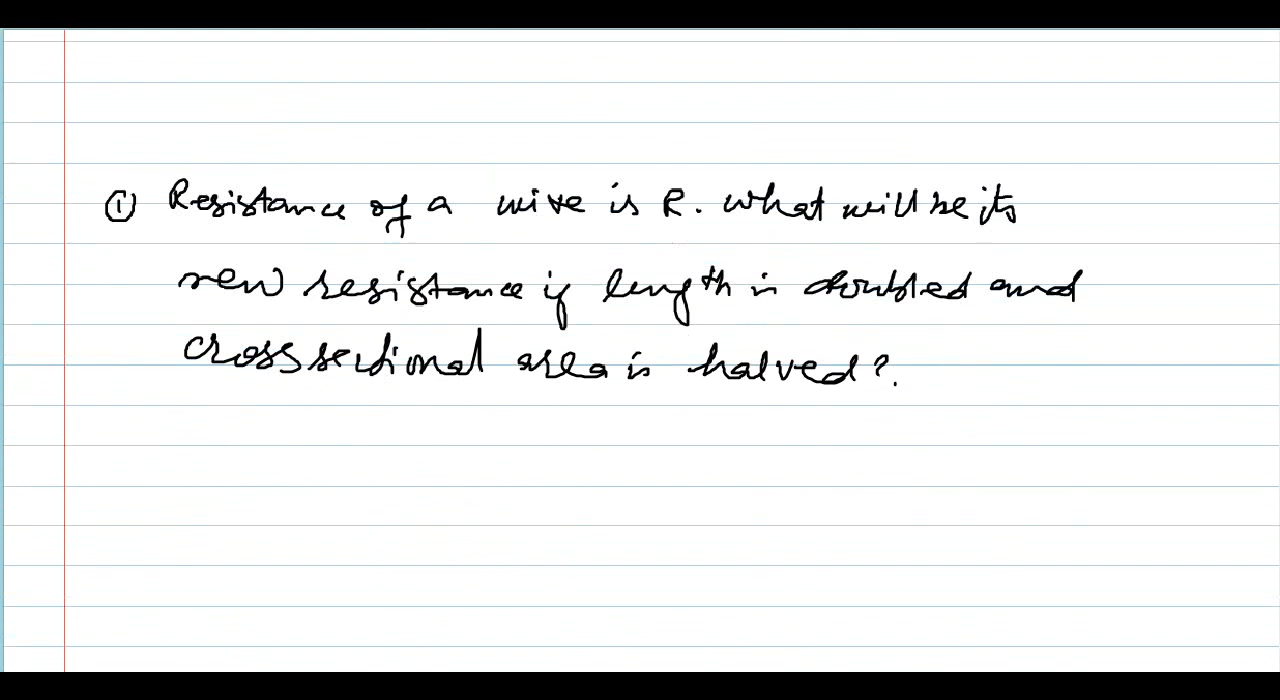 ① Resistance of a wire is R. what will be its
new resistance if length is doubled and
cross sectional area is halved?.